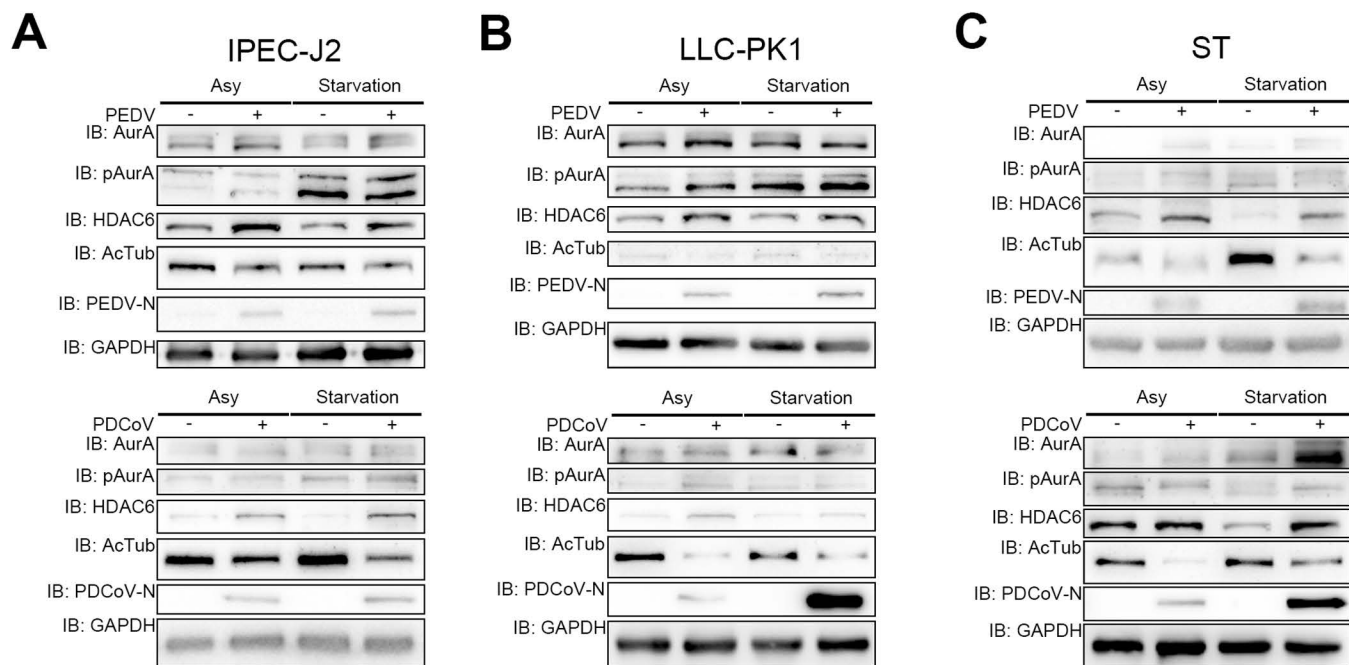 A
IPEC-J2
Asy Starvation
PEDV - + - +
IB: AurA
IB: pAurA
IB: HDAC6
IB: AcTub
IB: PEDV-N
IB: GAPDH
Asy Starvation
PDCoV - + - +
IB: AurA
IB: pAurA
IB: HDAC6
IB: AcTub
IB: PDCoV-N
IB: GAPDH
B
LLC-PK1
Asy Starvation
PEDV - + - +
IB: AurA
IB: pAurA
IB: HDAC6
IB: AcTub
IB: PEDV-N
IB: GAPDH
Asy Starvation
PDCoV - + - +
IB: AurA
IB: pAurA
IB: HDAC6
IB: AcTub
IB: PDCoV-N
IB: GAPDH
C
ST
Asy Starvation
PEDV - + - +
IB: AurA
IB: pAurA
IB: HDAC6
IB: AcTub
IB: PEDV-N
IB: GAPDH
Asy Starvation
PDCoV - + - +
IB: AurA
IB: pAurA
IB: HDAC6
IB: AcTub
IB: PDCoV-N
IB: GAPDH